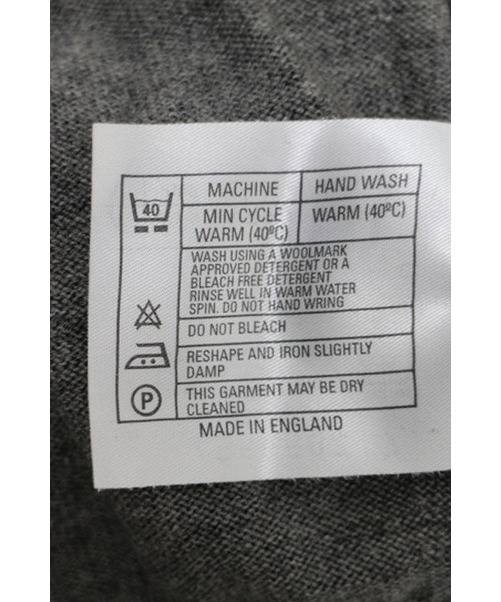 40
MACHINE HAND WASH
MIN CYCLE
WARM (40ºC)
WARM (40ºC)
WASH USING A WOOLMARK
APPROVED DETERGENT OR A
BLEACH FREE DETERGENT
RINSE WELL IN WARM WATER
SPIN. DO NOT HAND WRING
DO NOT BLEACH
RESHAPE AND IRON SLIGHTLY
DAMP
P
THIS GARMENT MAY BE DRY
CLEANED
MADE IN ENGLAND